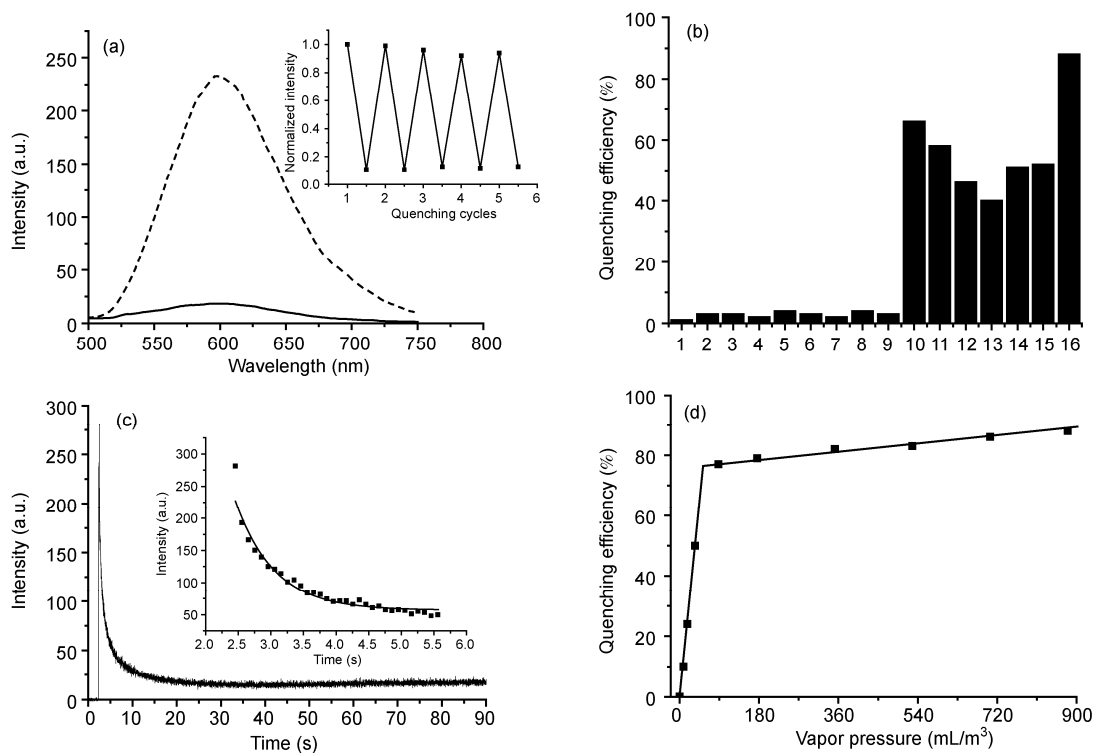 (a)
Intensity (a.u.)
250
200
150
100
50
0
500 550 600 650 700 750 800
Wavelength (nm)
Normalized intensity
1.0
0.8
0.6
0.4
0.2
0.0
1 2 3 4 5 6
Quenching cycles
(b)
Quenching efficiency (%)
100
80
60
40
20
0
1 2 3 4 5 6 7 8 9 10 11 12 13 14 15 16
(c)
Intensity (a.u.)
300
250
200
150
100
50
0
0 10 20 30 40 50 60 70 80 90
Time (s)
Intensity (a.u.)
300
250
200
150
100
50
2.0 2.5 3.0 3.5 4.0 4.5 5.0 5.5 6.0
Time (s)
(d)
Quenching efficiency (%)
100
80
60
40
20
0
0 180 360 540 720 900
Vapor pressure (mL/m³)